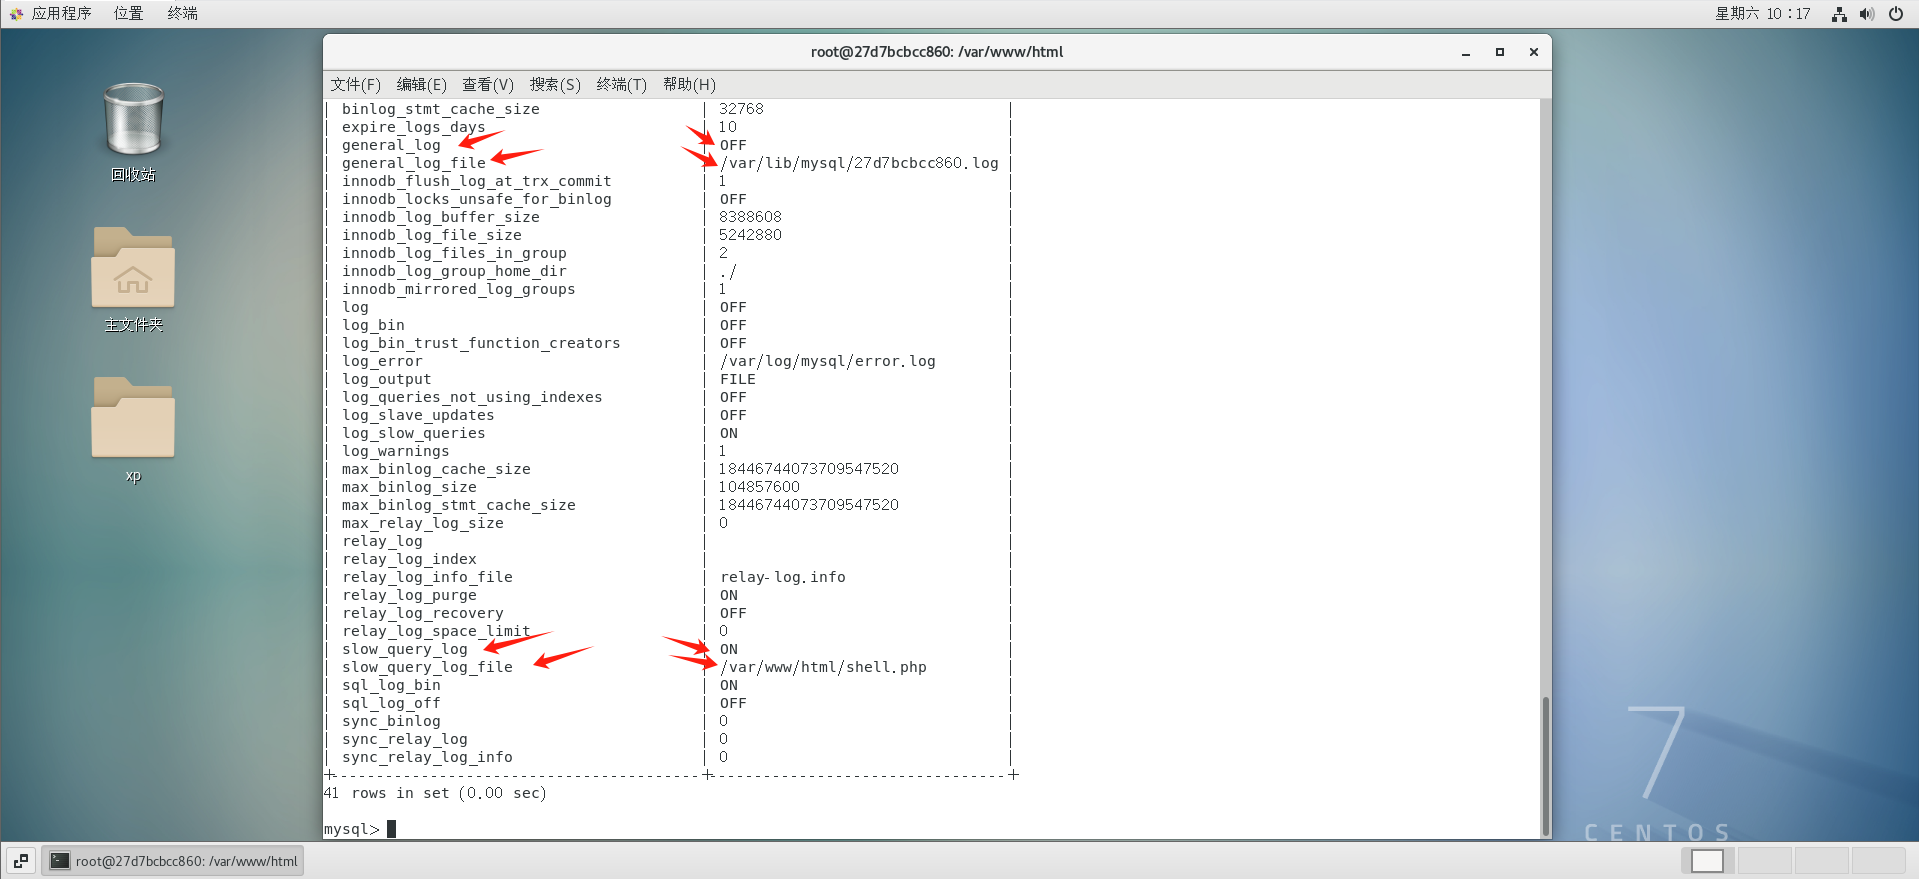 应用程序 位置 终端 星期六 10:17
root@27d7bcbcc860: /var/www/html
文件(F) 编辑(E) 查看(V) 搜索(S) 终端(T) 帮助(H)
回收站
主文件夹
xp
| binlog_stmt_cache_size | 32768 |
| expire_logs_days | 10 |
| general_log | OFF |
| general_log_file | /var/lib/mysql/27d7bcbcc860.log |
| innodb_flush_log_at_trx_commit | 1 |
| innodb_locks_unsafe_for_binlog | OFF |
| innodb_log_buffer_size | 8388608 |
| innodb_log_file_size | 5242880 |
| innodb_log_files_in_group | 2 |
| innodb_log_group_home_dir | ./ |
| innodb_mirrored_log_groups | 1 |
| log | OFF |
| log_bin | OFF |
| log_bin_trust_function_creators | OFF |
| log_error | /var/log/mysql/error.log |
| log_output | FILE |
| log_queries_not_using_indexes | OFF |
| log_slave_updates | OFF |
| log_slow_queries | ON |
| log_warnings | 1 |
| max_binlog_cache_size | 18446744073709547520 |
| max_binlog_size | 104857600 |
| max_binlog_stmt_cache_size | 18446744073709547520 |
| max_relay_log_size | 0 |
| relay_log | |
| relay_log_index | |
| relay_log_info_file | relay-log.info |
| relay_log_purge | ON |
| relay_log_recovery | OFF |
| relay_log_space_limit | 0 |
| slow_query_log | ON |
| slow_query_log_file | /var/www/html/shell.php |
| sql_log_bin | ON |
| sql_log_off | OFF |
| sync_binlog | 0 |
| sync_relay_log | 0 |
| sync_relay_log_info | 0 |
+-----------------------------------------+---------------------------------+
41 rows in set (0.00 sec)
mysql>
7
CENTOS
root@27d7bcbcc860: /var/www/html